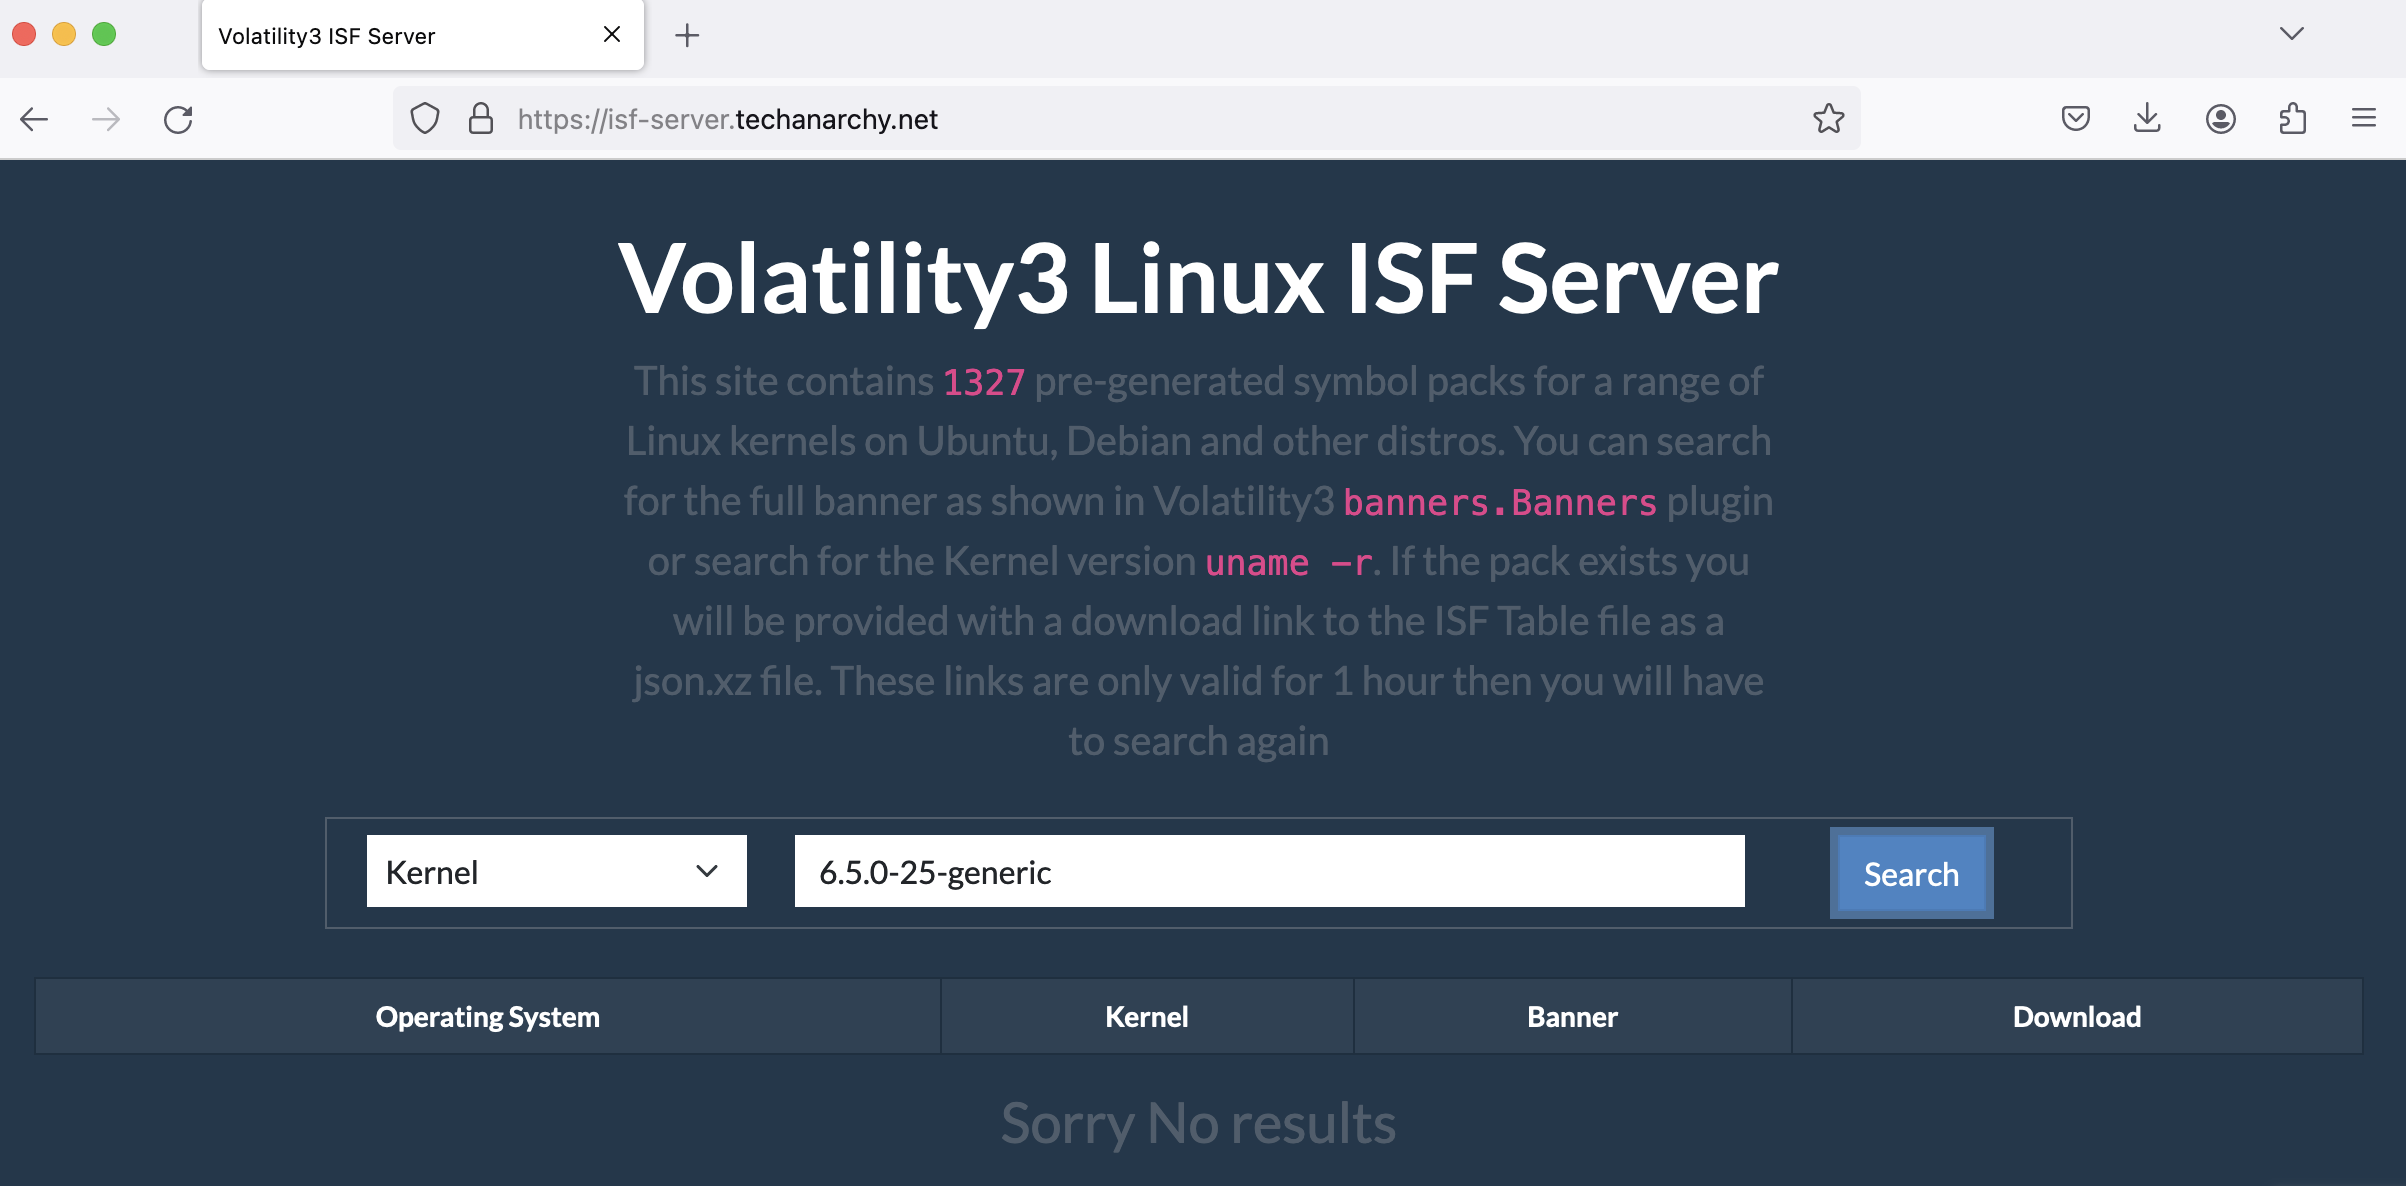 Volatility3 ISF Server
https://isf-server.techanarchy.net
Volatility3 Linux ISF Server
This site contains 1327 pre-generated symbol packs for a range of
Linux kernels on Ubuntu, Debian and other distros. You can search
for the full banner as shown in Volatility3 banners.Banners plugin
or search for the Kernel version uname -r. If the pack exists you
will be provided with a download link to the ISF Table file as a
json.xz file. These links are only valid for 1 hour then you will have
to search again
Kernel 6.5.0-25-generic Search
Operating System Kernel Banner Download
Sorry No results